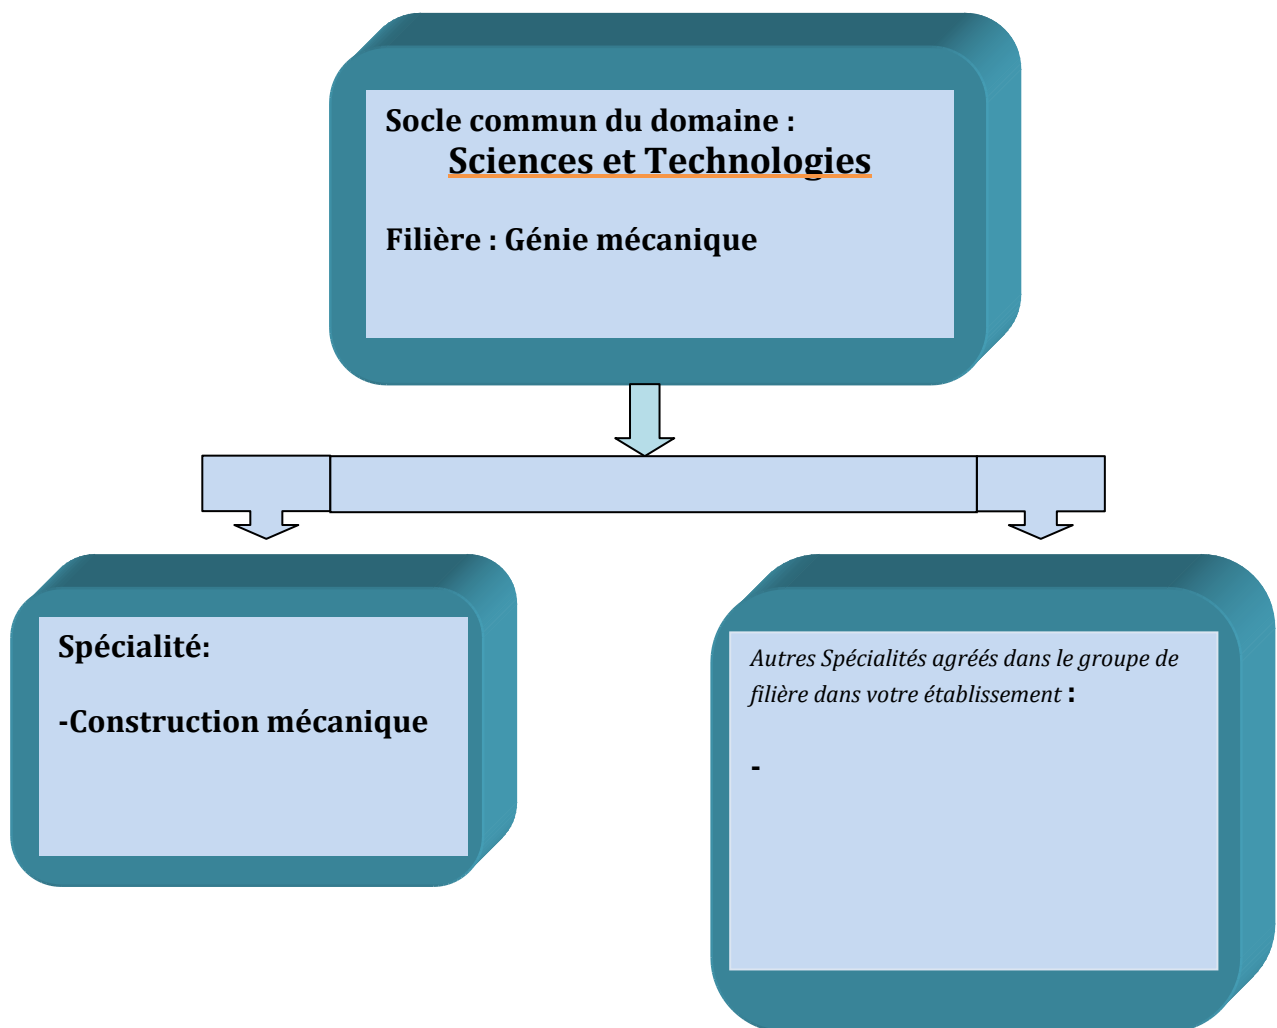 Socle commun du domaine :
Sciences et Technologies
Filière : Génie mécanique
Spécialité:
-Construction mécanique
Autres Spécialités agréés dans le groupe de
filière dans votre établissement :
-